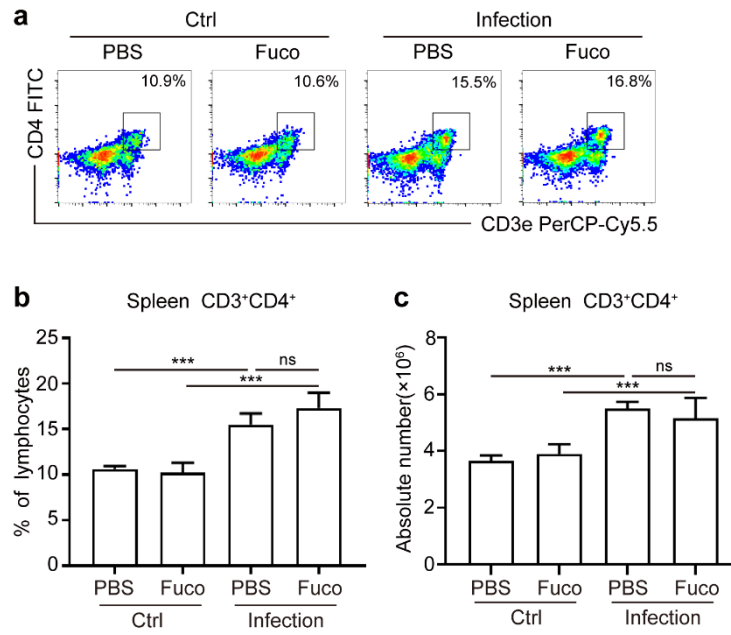 a
Ctrl Infection
PBS Fuco PBS Fuco
10.9% 10.6% 15.5% 16.8%
CD4 FITC
CD3e PerCP-Cy5.5
b
Spleen CD3⁺CD4⁺
% of lymphocytes
25
20
15
10
5
0
*** ns
***
PBS Fuco PBS Fuco
Ctrl Infection
c
Spleen CD3⁺CD4⁺
Absolute number(×10⁶)
8
6
4
2
0
*** ns
***
PBS Fuco PBS Fuco
Ctrl Infection